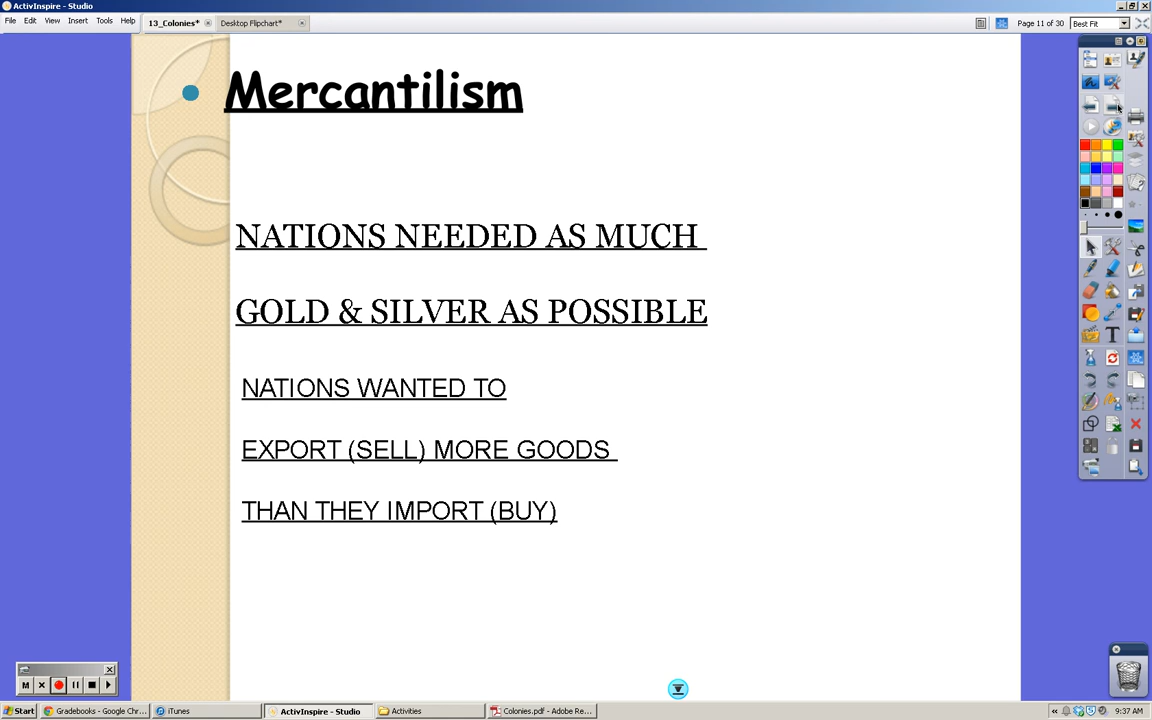 ActivInspire - Studio
File Edit View Insert Tools Help
13_Colonies* Desktop Flipchart*
Page 11 of 30 Best Fit
Mercantilism
NATIONS NEEDED AS MUCH
GOLD & SILVER AS POSSIBLE
NATIONS WANTED TO
EXPORT (SELL) MORE GOODS
THAN THEY IMPORT (BUY)
M
Start Gradebooks - Google Chr... iTunes ActivInspire - Studio Activities Colonies.pdf - Adobe Re... 9:37 AM